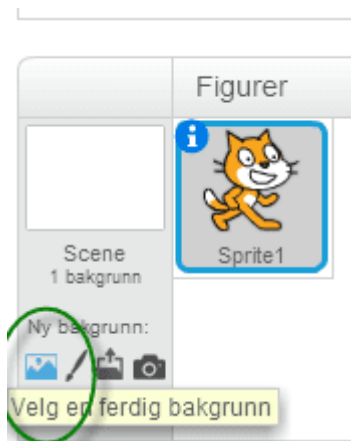 Figurer
Sprite1
Scene
1 bakgrunn
Ny bakgrunn:
Velg en ferdig bakgrunn